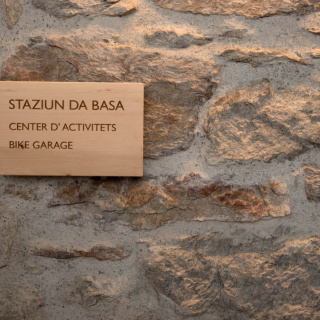 STAZIUN DA BASA
CENTER D' ACTIVITETS
BIKE GARAGE